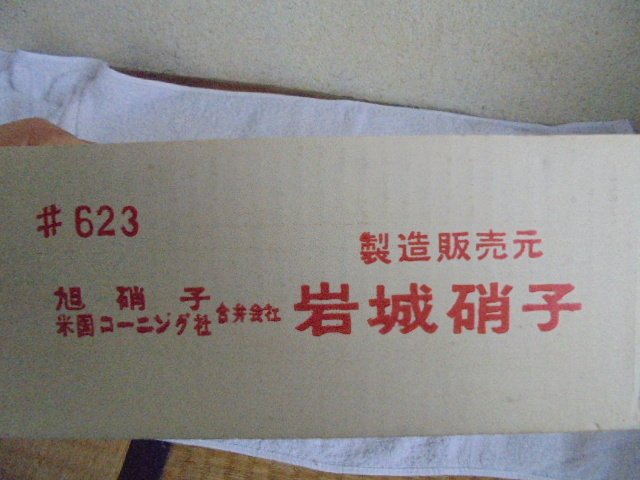 #623
製造販売元
旭硝子
米国コーニング社
合弁会社
岩城硝子